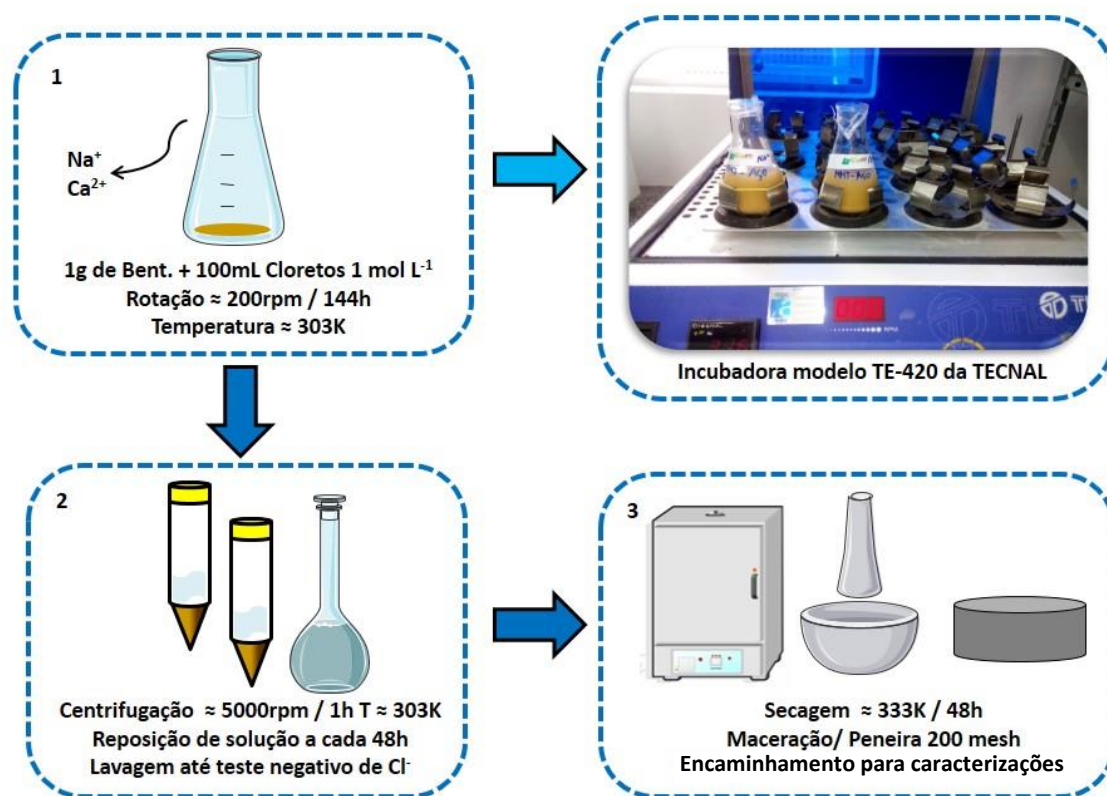 1
Na⁺
Ca²⁺
1g de Bent. + 100mL Cloretos 1 mol L⁻¹
Rotação ≈ 200rpm / 144h
Temperatura ≈ 303K
Incubadora modelo TE-420 da TECNAL
2
Centrifugação ≈ 5000rpm / 1h T ≈ 303K
Reposição de solução a cada 48h
Lavagem até teste negativo de Cl⁻
3
Secagem ≈ 333K / 48h
Maceração/ Peneira 200 mesh
Encaminhamento para caracterizações